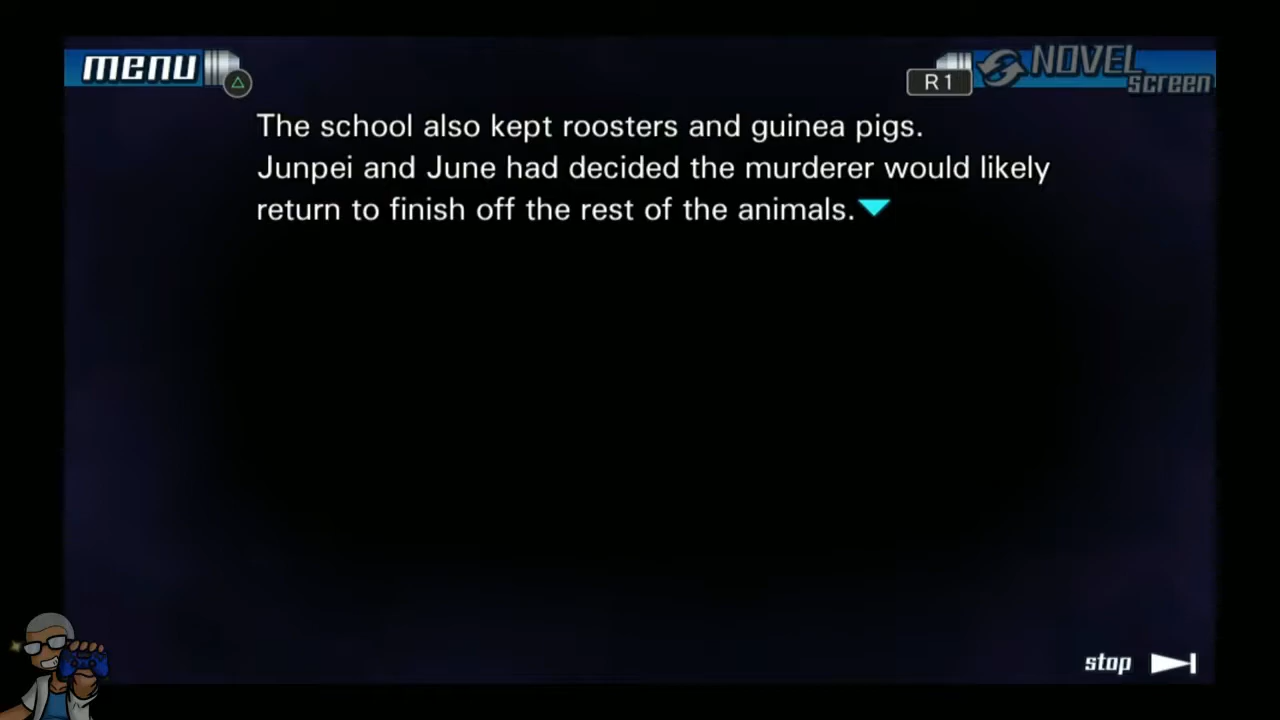 menu
R1
NOVEL
screen
The school also kept roosters and guinea pigs.
Junpei and June had decided the murderer would likely
return to finish off the rest of the animals.
stop